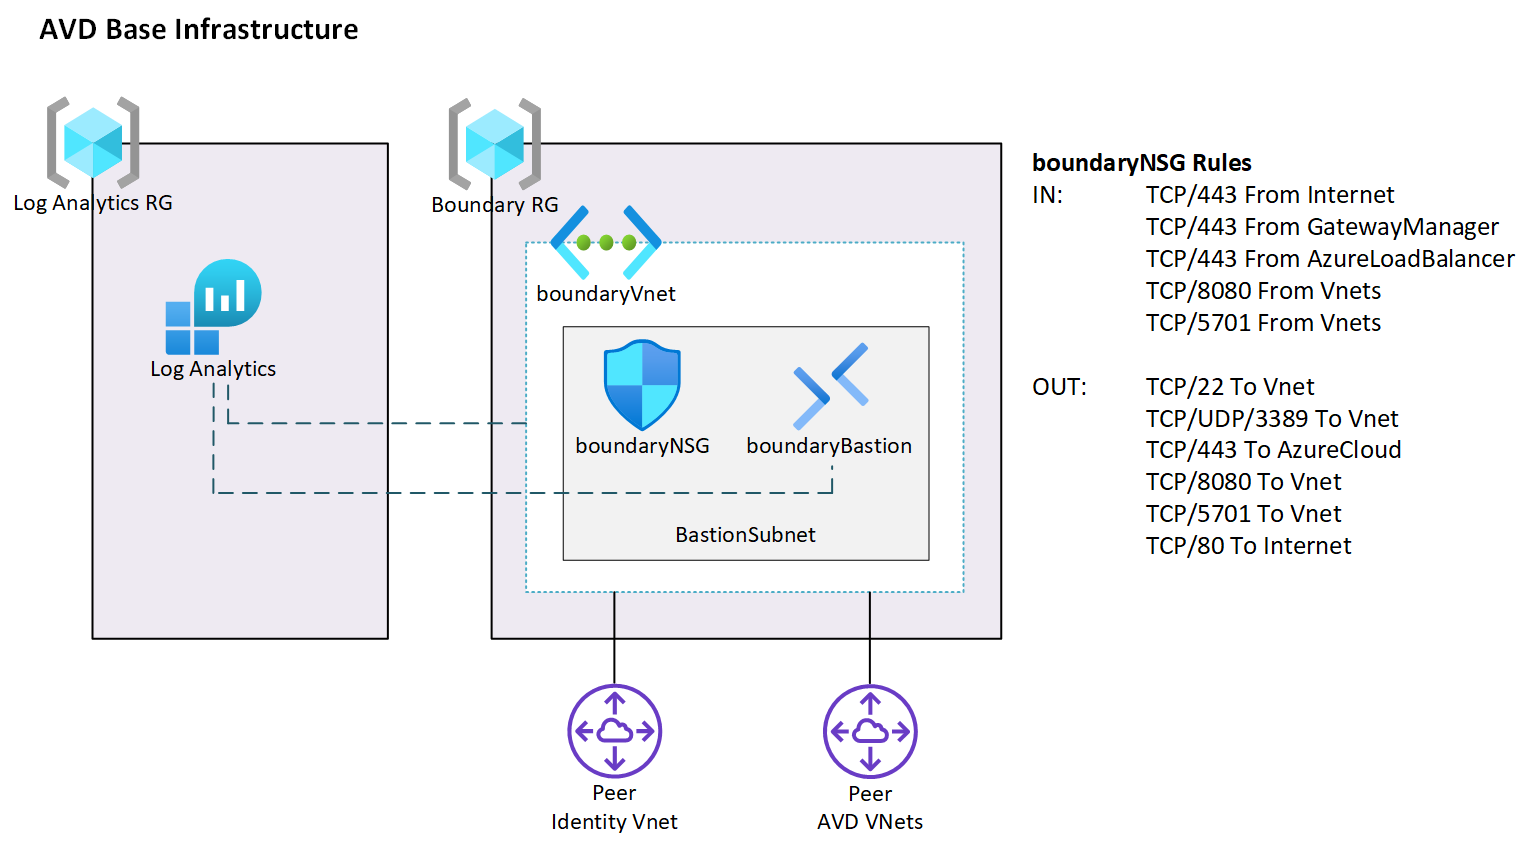 AVD Base Infrastructure
Log Analytics RG
Boundary RG
boundaryVnet
Log Analytics
boundaryNSG
boundaryBastion
BastionSubnet
Peer
Identity Vnet
Peer
AVD VNets
boundaryNSG Rules
IN: TCP/443 From Internet
TCP/443 From GatewayManager
TCP/443 From AzureLoadBalancer
TCP/8080 From Vnets
TCP/5701 From Vnets
OUT: TCP/22 To Vnet
TCP/UDP/3389 To Vnet
TCP/443 To AzureCloud
TCP/8080 To Vnet
TCP/5701 To Vnet
TCP/80 To Internet